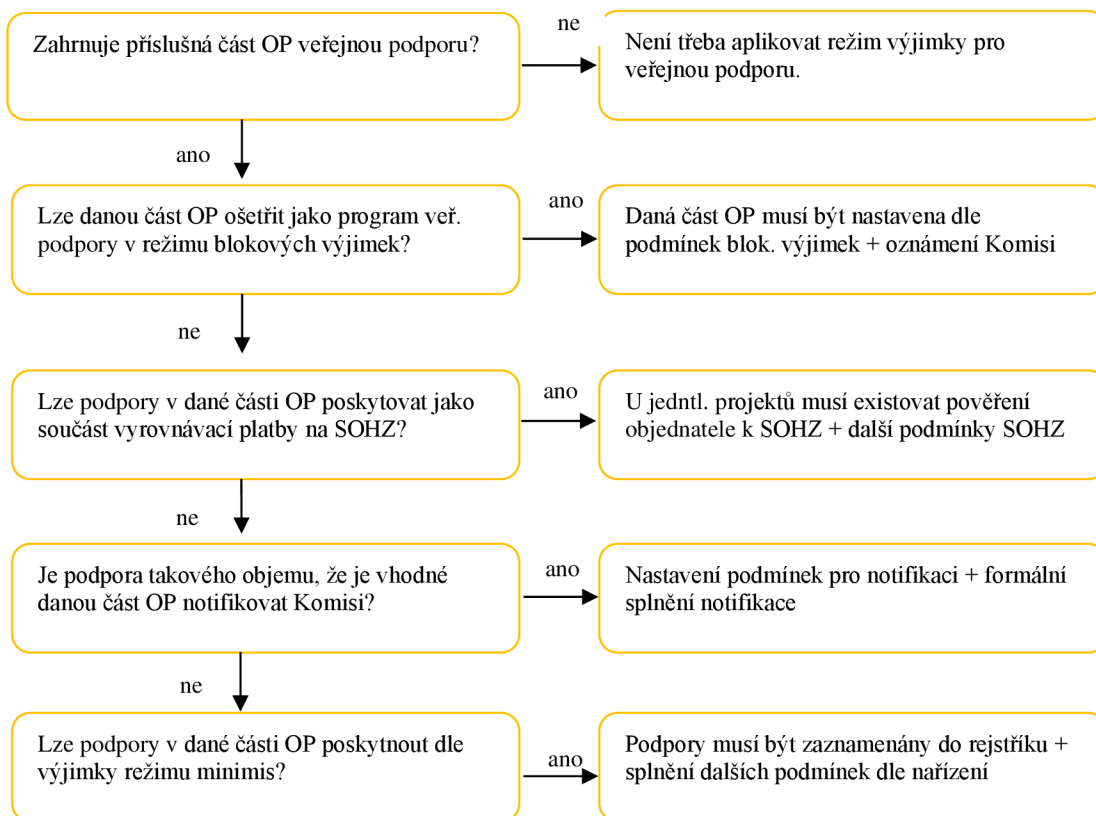 Zahrnuje příslušná část OP veřejnou podporu?
ne
Není třeba aplikovat režim výjimky pro
veřejnou podporu.
ano
Lze danou část OP ošetřit jako program veř.
podpory v režimu blokových výjimek?
ano
Daná část OP musí být nastavena dle
podmínek blok. výjimek + oznámení Komisi
ne
Lze podpory v dané části OP poskytovat jako
součást vyrovnávací platby na SOHZ?
ano
U jedntl. projektů musí existovat pověření
objednatele k SOHZ + další podmínky SOHZ
ne
Je podpora takového objemu, že je vhodné
danou část OP notifikovat Komisi?
ano
Nastavení podmínek pro notifikaci + formální
splnění notifikace
ne
Lze podpory v dané části OP poskytnout dle
výjimky režimu minimis?
ano
Podpory musí být zaznamenány do rejstříku +
splnění dalších podmínek dle nařízení